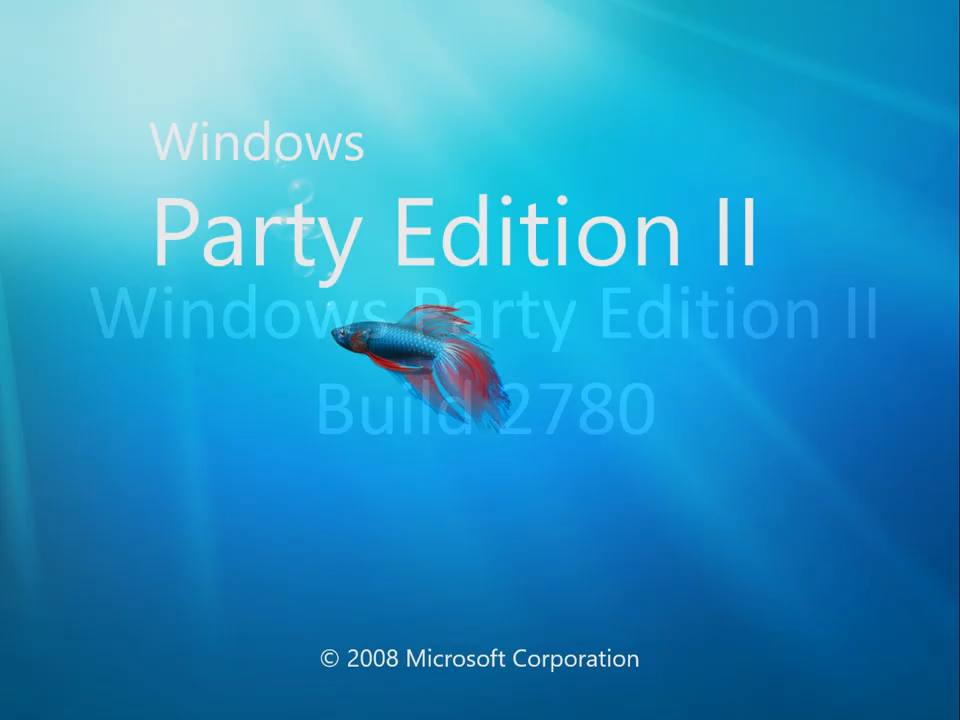 Windows
Party Edition II
Windows Party Edition II
Build 2780
© 2008 Microsoft Corporation